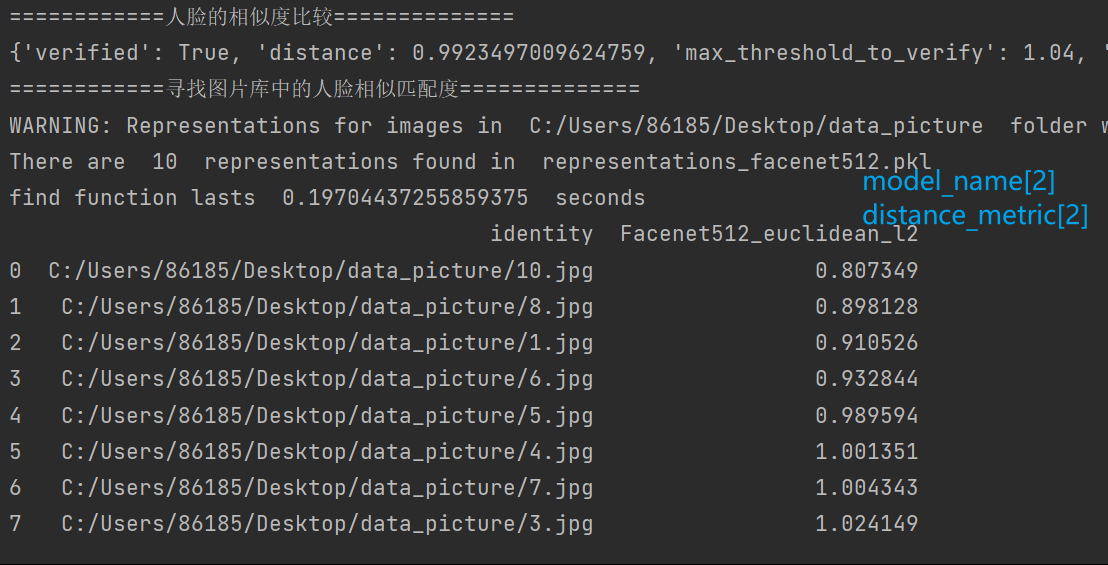 ============人脸的相似度比较==============
{'verified': True, 'distance': 0.9923497009624759, 'max_threshold_to_verify': 1.04, '
============寻找图片库中的人脸相似匹配度==============
WARNING: Representations for images in  C:/Users/86185/Desktop/data_picture  folder w
There are  10  representations found in  representations_facenet512.pkl
model_name[2]
find function lasts  0.19704437255859375  seconds
distance_metric[2]
identity  Facenet512_euclidean_l2
0  C:/Users/86185/Desktop/data_picture/10.jpg  0.807349
1  C:/Users/86185/Desktop/data_picture/8.jpg  0.898128
2  C:/Users/86185/Desktop/data_picture/1.jpg  0.910526
3  C:/Users/86185/Desktop/data_picture/6.jpg  0.932844
4  C:/Users/86185/Desktop/data_picture/5.jpg  0.989594
5  C:/Users/86185/Desktop/data_picture/4.jpg  1.001351
6  C:/Users/86185/Desktop/data_picture/7.jpg  1.004343
7  C:/Users/86185/Desktop/data_picture/3.jpg  1.024149